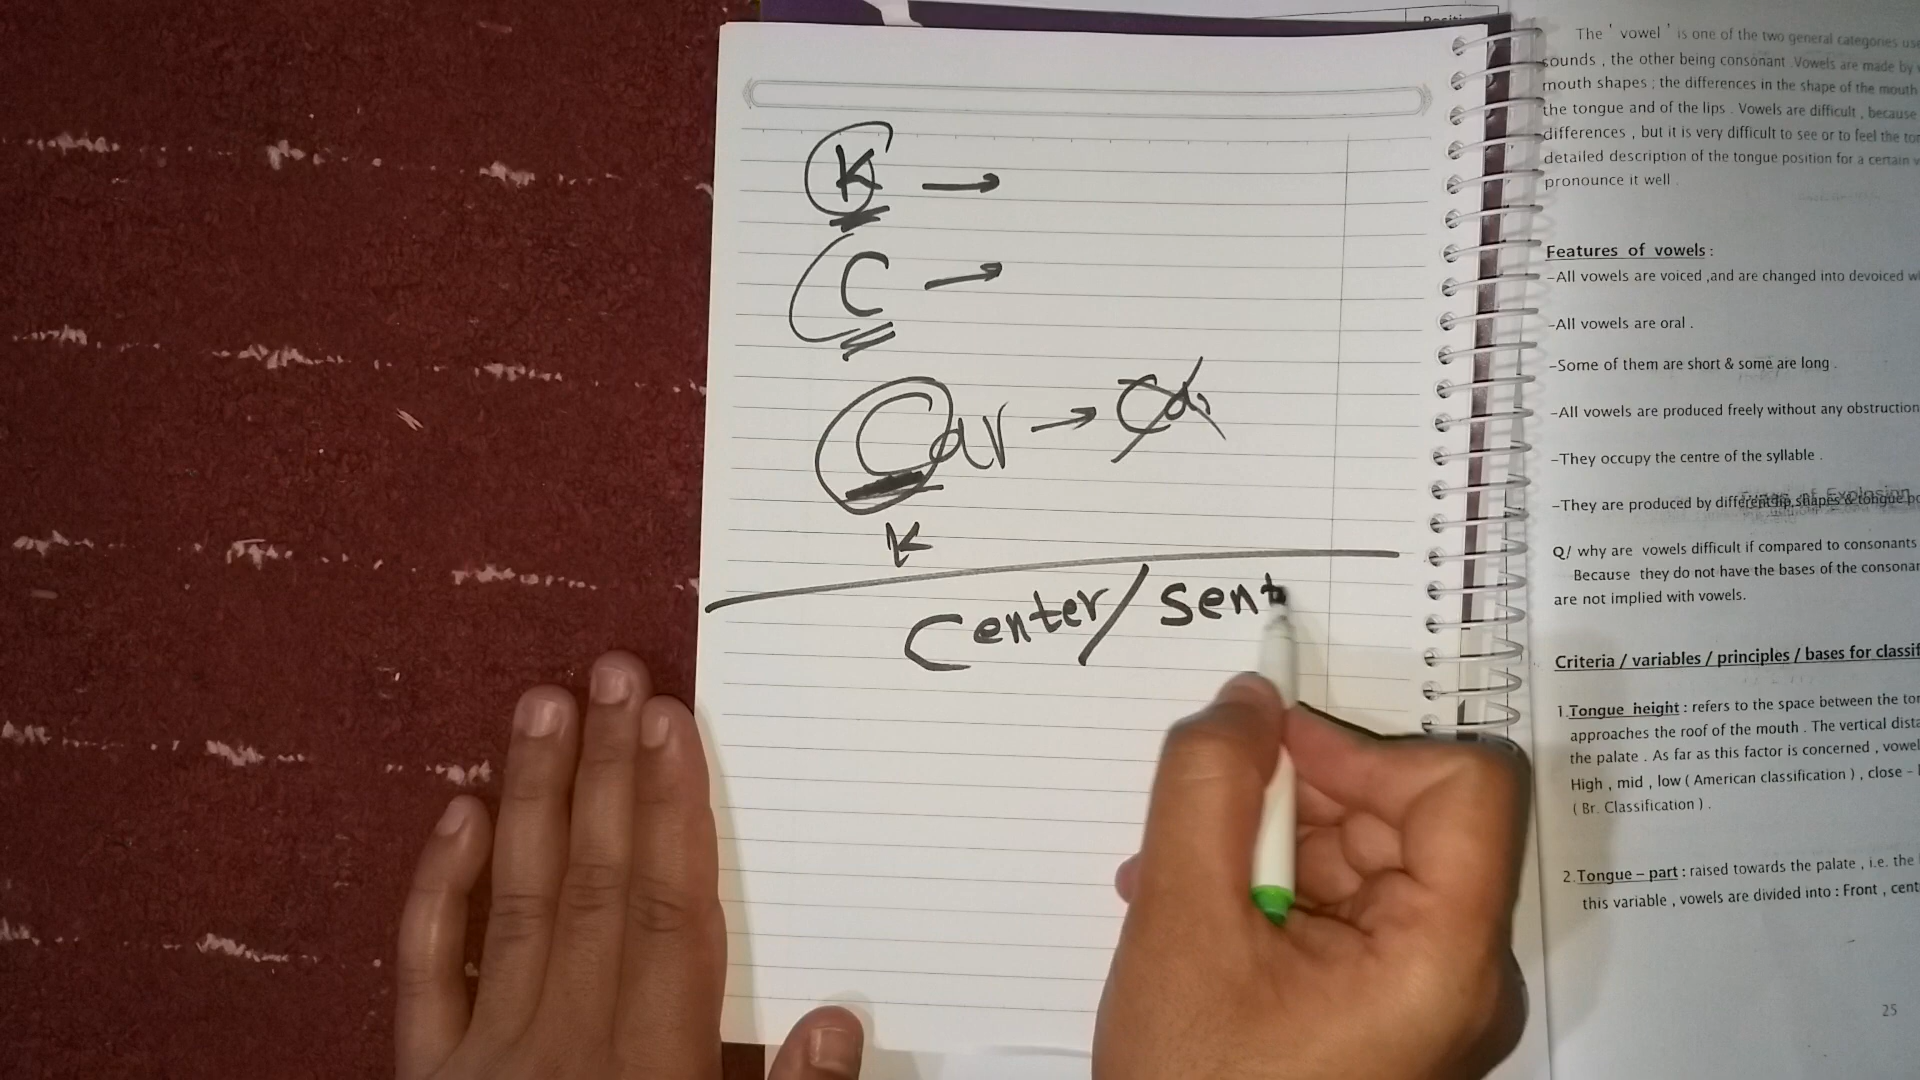 K →
C →
Car →
K
Center / Sent
The ' vowel ' is one of the two general categories
sounds , the other being consonant . Vowels are made by
mouth shapes ; the differences in the shape of the mouth
the tongue and of the lips . Vowels are difficult , because
differences , but it is very difficult to see or to feel the
detailed description of the tongue position for a certain
pronounce it well .
Features of vowels :
-All vowels are voiced ,and are changed into devoiced
-All vowels are oral .
-Some of them are short & some are long .
-All vowels are produced freely without any obstruction
-They occupy the centre of the syllable .
-They are produced by different lip shapes & tongue
Q/ why are vowels difficult if compared to consonants
Because they do not have the bases of the
are not implied with vowels.
Criteria / variables / principles / bases for
1.Tongue height : refers to the space between the
approaches the roof of the mouth . The vertical
the palate . As far as this factor is concerned ,
High , mid , low ( American classification ) , close –
( Br. Classification ) .
2.Tongue – part : raised towards the palate , i.e. the
this variable , vowels are divided into : Front ,
25